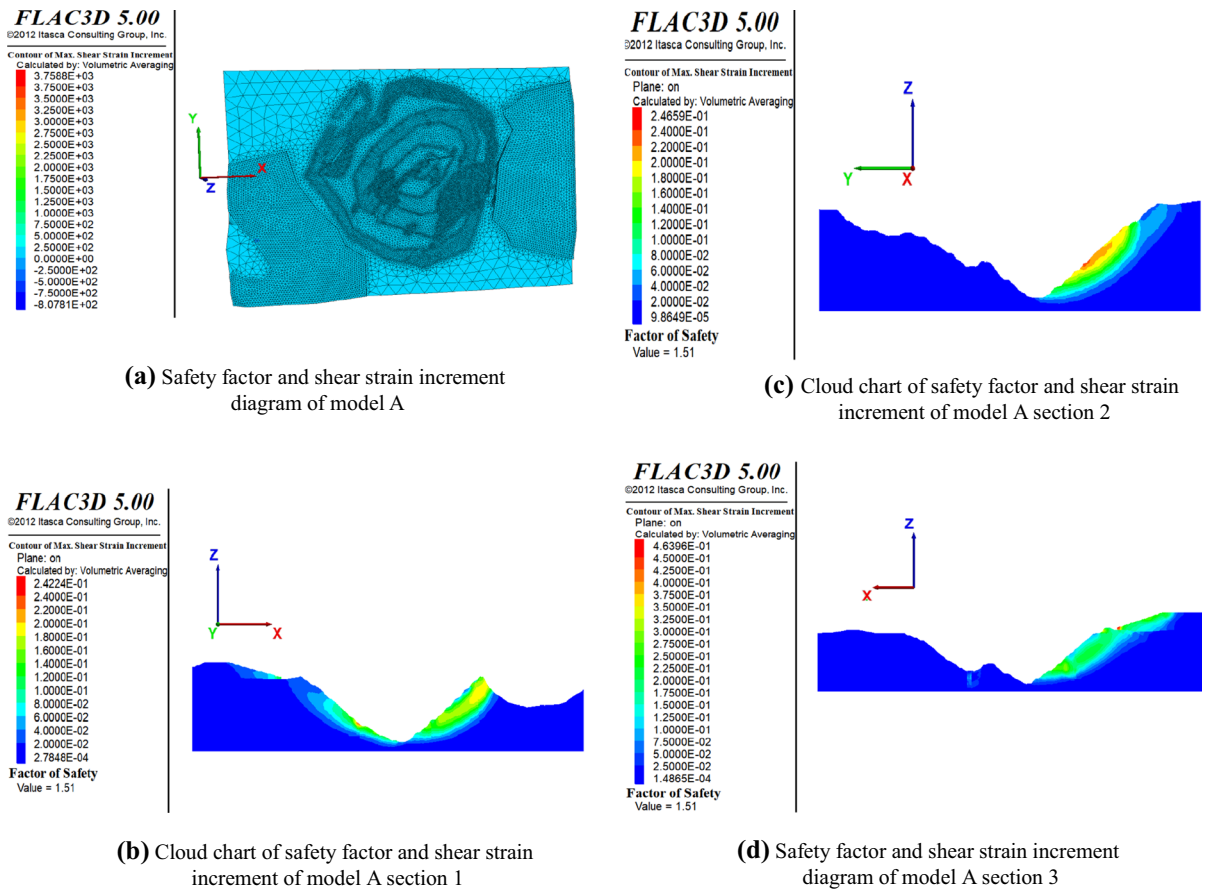 FLAC3D 5.00
©2012 Itasca Consulting Group, Inc.
Contour of Max. Shear Strain Increment
Calculated by: Volumetric Averaging
3.7588E+03
3.7500E+03
3.5000E+03
3.2500E+03
3.0000E+03
2.7500E+03
2.5000E+03
2.2500E+03
2.0000E+03
1.7500E+03
1.5000E+03
1.2500E+03
1.0000E+03
7.5000E+02
5.0000E+02
2.5000E+02
0.0000E+00
-2.5000E+02
-5.0000E+02
-7.5000E+02
-8.0781E+02
Y
X
Z
(a) Safety factor and shear strain increment
diagram of model A
FLAC3D 5.00
©2012 Itasca Consulting Group, Inc.
Contour of Max. Shear Strain Increment
Plane: on
Calculated by: Volumetric Averaging
2.4224E-01
2.4000E-01
2.2000E-01
2.0000E-01
1.8000E-01
1.6000E-01
1.4000E-01
1.2000E-01
1.0000E-01
8.0000E-02
6.0000E-02
4.0000E-02
2.0000E-02
2.7848E-04
Factor of Safety
Value = 1.51
Z
Y
X
(b) Cloud chart of safety factor and shear strain
increment of model A section 1
FLAC3D 5.00
©2012 Itasca Consulting Group, Inc.
Contour of Max. Shear Strain Increment
Plane: on
Calculated by: Volumetric Averaging
2.4659E-01
2.4000E-01
2.2000E-01
2.0000E-01
1.8000E-01
1.6000E-01
1.4000E-01
1.2000E-01
1.0000E-01
8.0000E-02
6.0000E-02
4.0000E-02
2.0000E-02
9.8649E-05
Factor of Safety
Value = 1.51
Z
Y
X
(c) Cloud chart of safety factor and shear strain
increment of model A section 2
FLAC3D 5.00
©2012 Itasca Consulting Group, Inc.
Contour of Max. Shear Strain Increment
Plane: on
Calculated by: Volumetric Averaging
4.6396E-01
4.5000E-01
4.2500E-01
4.0000E-01
3.7500E-01
3.5000E-01
3.2500E-01
3.0000E-01
2.7500E-01
2.5000E-01
2.2500E-01
2.0000E-01
1.7500E-01
1.5000E-01
1.2500E-01
1.0000E-01
7.5000E-02
5.0000E-02
2.5000E-02
1.4865E-04
Factor of Safety
Value = 1.51
Z
X
(d) Safety factor and shear strain increment
diagram of model A section 3